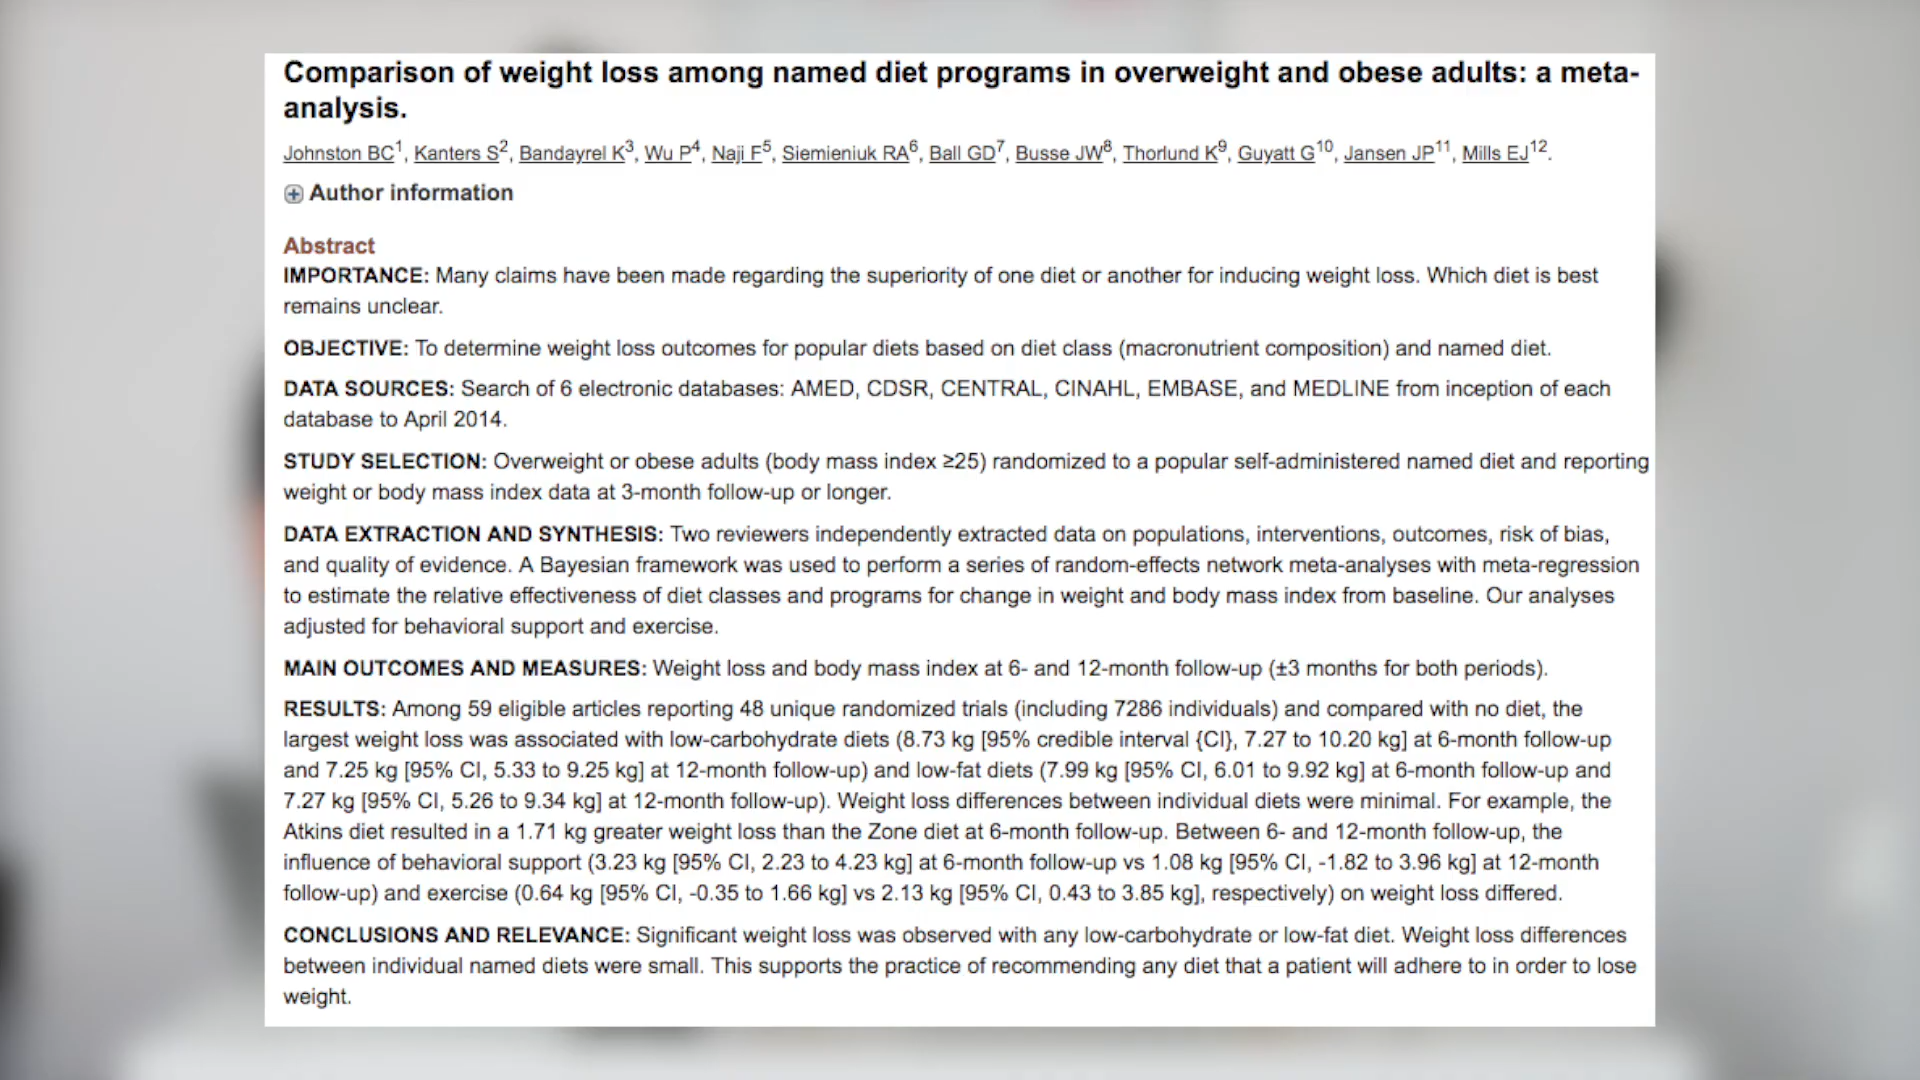 Comparison of weight loss among named diet programs in overweight and obese adults: a meta-
analysis.
Johnston BC1, Kanters S2, Bandayrel K3, Wu P4, Naji F5, Siemieniuk RA6, Ball GD7, Busse JW8, Thorlund K9, Guyatt G10, Jansen JP11, Mills EJ12.
Author information
Abstract
IMPORTANCE: Many claims have been made regarding the superiority of one diet or another for inducing weight loss. Which diet is best
remains unclear.
OBJECTIVE: To determine weight loss outcomes for popular diets based on diet class (macronutrient composition) and named diet.
DATA SOURCES: Search of 6 electronic databases: AMED, CDSR, CENTRAL, CINAHL, EMBASE, and MEDLINE from inception of each
database to April 2014.
STUDY SELECTION: Overweight or obese adults (body mass index ≥25) randomized to a popular self-administered named diet and reporting
weight or body mass index data at 3-month follow-up or longer.
DATA EXTRACTION AND SYNTHESIS: Two reviewers independently extracted data on populations, interventions, outcomes, risk of bias,
and quality of evidence. A Bayesian framework was used to perform a series of random-effects network meta-analyses with meta-regression
to estimate the relative effectiveness of diet classes and programs for change in weight and body mass index from baseline. Our analyses
adjusted for behavioral support and exercise.
MAIN OUTCOMES AND MEASURES: Weight loss and body mass index at 6- and 12-month follow-up (±3 months for both periods).
RESULTS: Among 59 eligible articles reporting 48 unique randomized trials (including 7286 individuals) and compared with no diet, the
largest weight loss was associated with low-carbohydrate diets (8.73 kg [95% credible interval {CI}, 7.27 to 10.20 kg] at 6-month follow-up
and 7.25 kg [95% CI, 5.33 to 9.25 kg] at 12-month follow-up) and low-fat diets (7.99 kg [95% CI, 6.01 to 9.92 kg] at 6-month follow-up and
7.27 kg [95% CI, 5.26 to 9.34 kg] at 12-month follow-up). Weight loss differences between individual diets were minimal. For example, the
Atkins diet resulted in a 1.71 kg greater weight loss than the Zone diet at 6-month follow-up. Between 6- and 12-month follow-up, the
influence of behavioral support (3.23 kg [95% CI, 2.23 to 4.23 kg] at 6-month follow-up vs 1.08 kg [95% CI, -1.82 to 3.96 kg] at 12-month
follow-up) and exercise (0.64 kg [95% CI, -0.35 to 1.66 kg] vs 2.13 kg [95% CI, 0.43 to 3.85 kg], respectively) on weight loss differed.
CONCLUSIONS AND RELEVANCE: Significant weight loss was observed with any low-carbohydrate or low-fat diet. Weight loss differences
between individual named diets were small. This supports the practice of recommending any diet that a patient will adhere to in order to lose
weight.